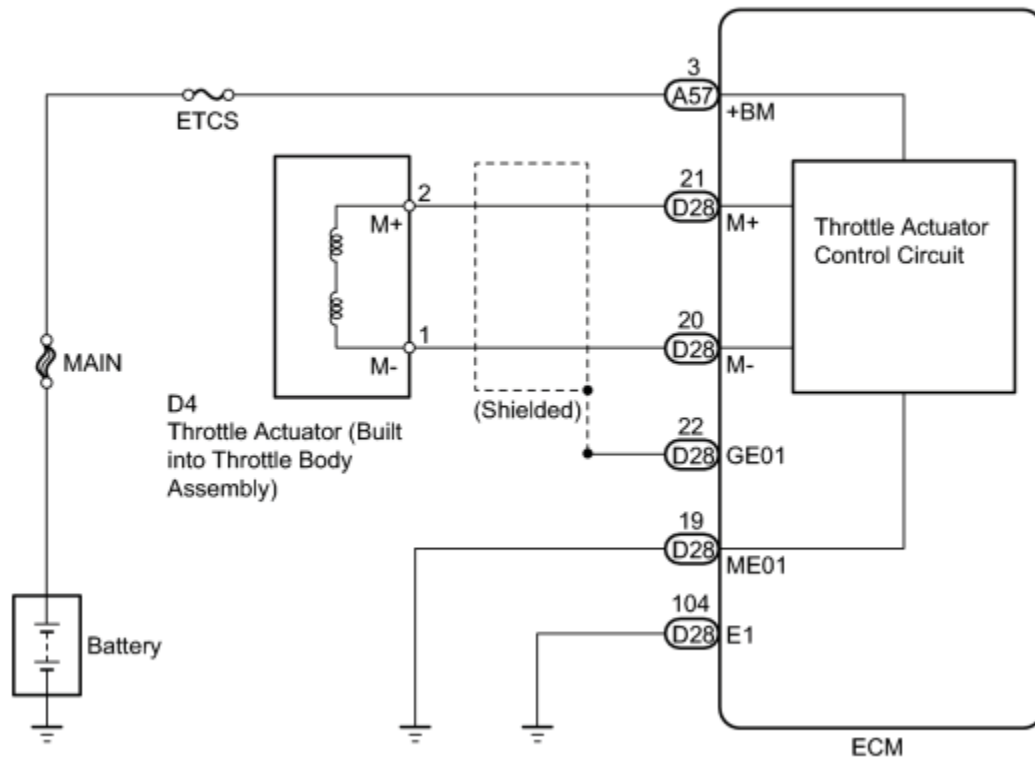 3
A57
+BM
ETCS
2
M+
21
D28
M+
Throttle Actuator
Control Circuit
MAIN
1
M-
20
D28
M-
(Shielded)
D4
Throttle Actuator (Built
into Throttle Body
Assembly)
22
D28
GE01
19
D28
ME01
104
D28
E1
Battery
ECM